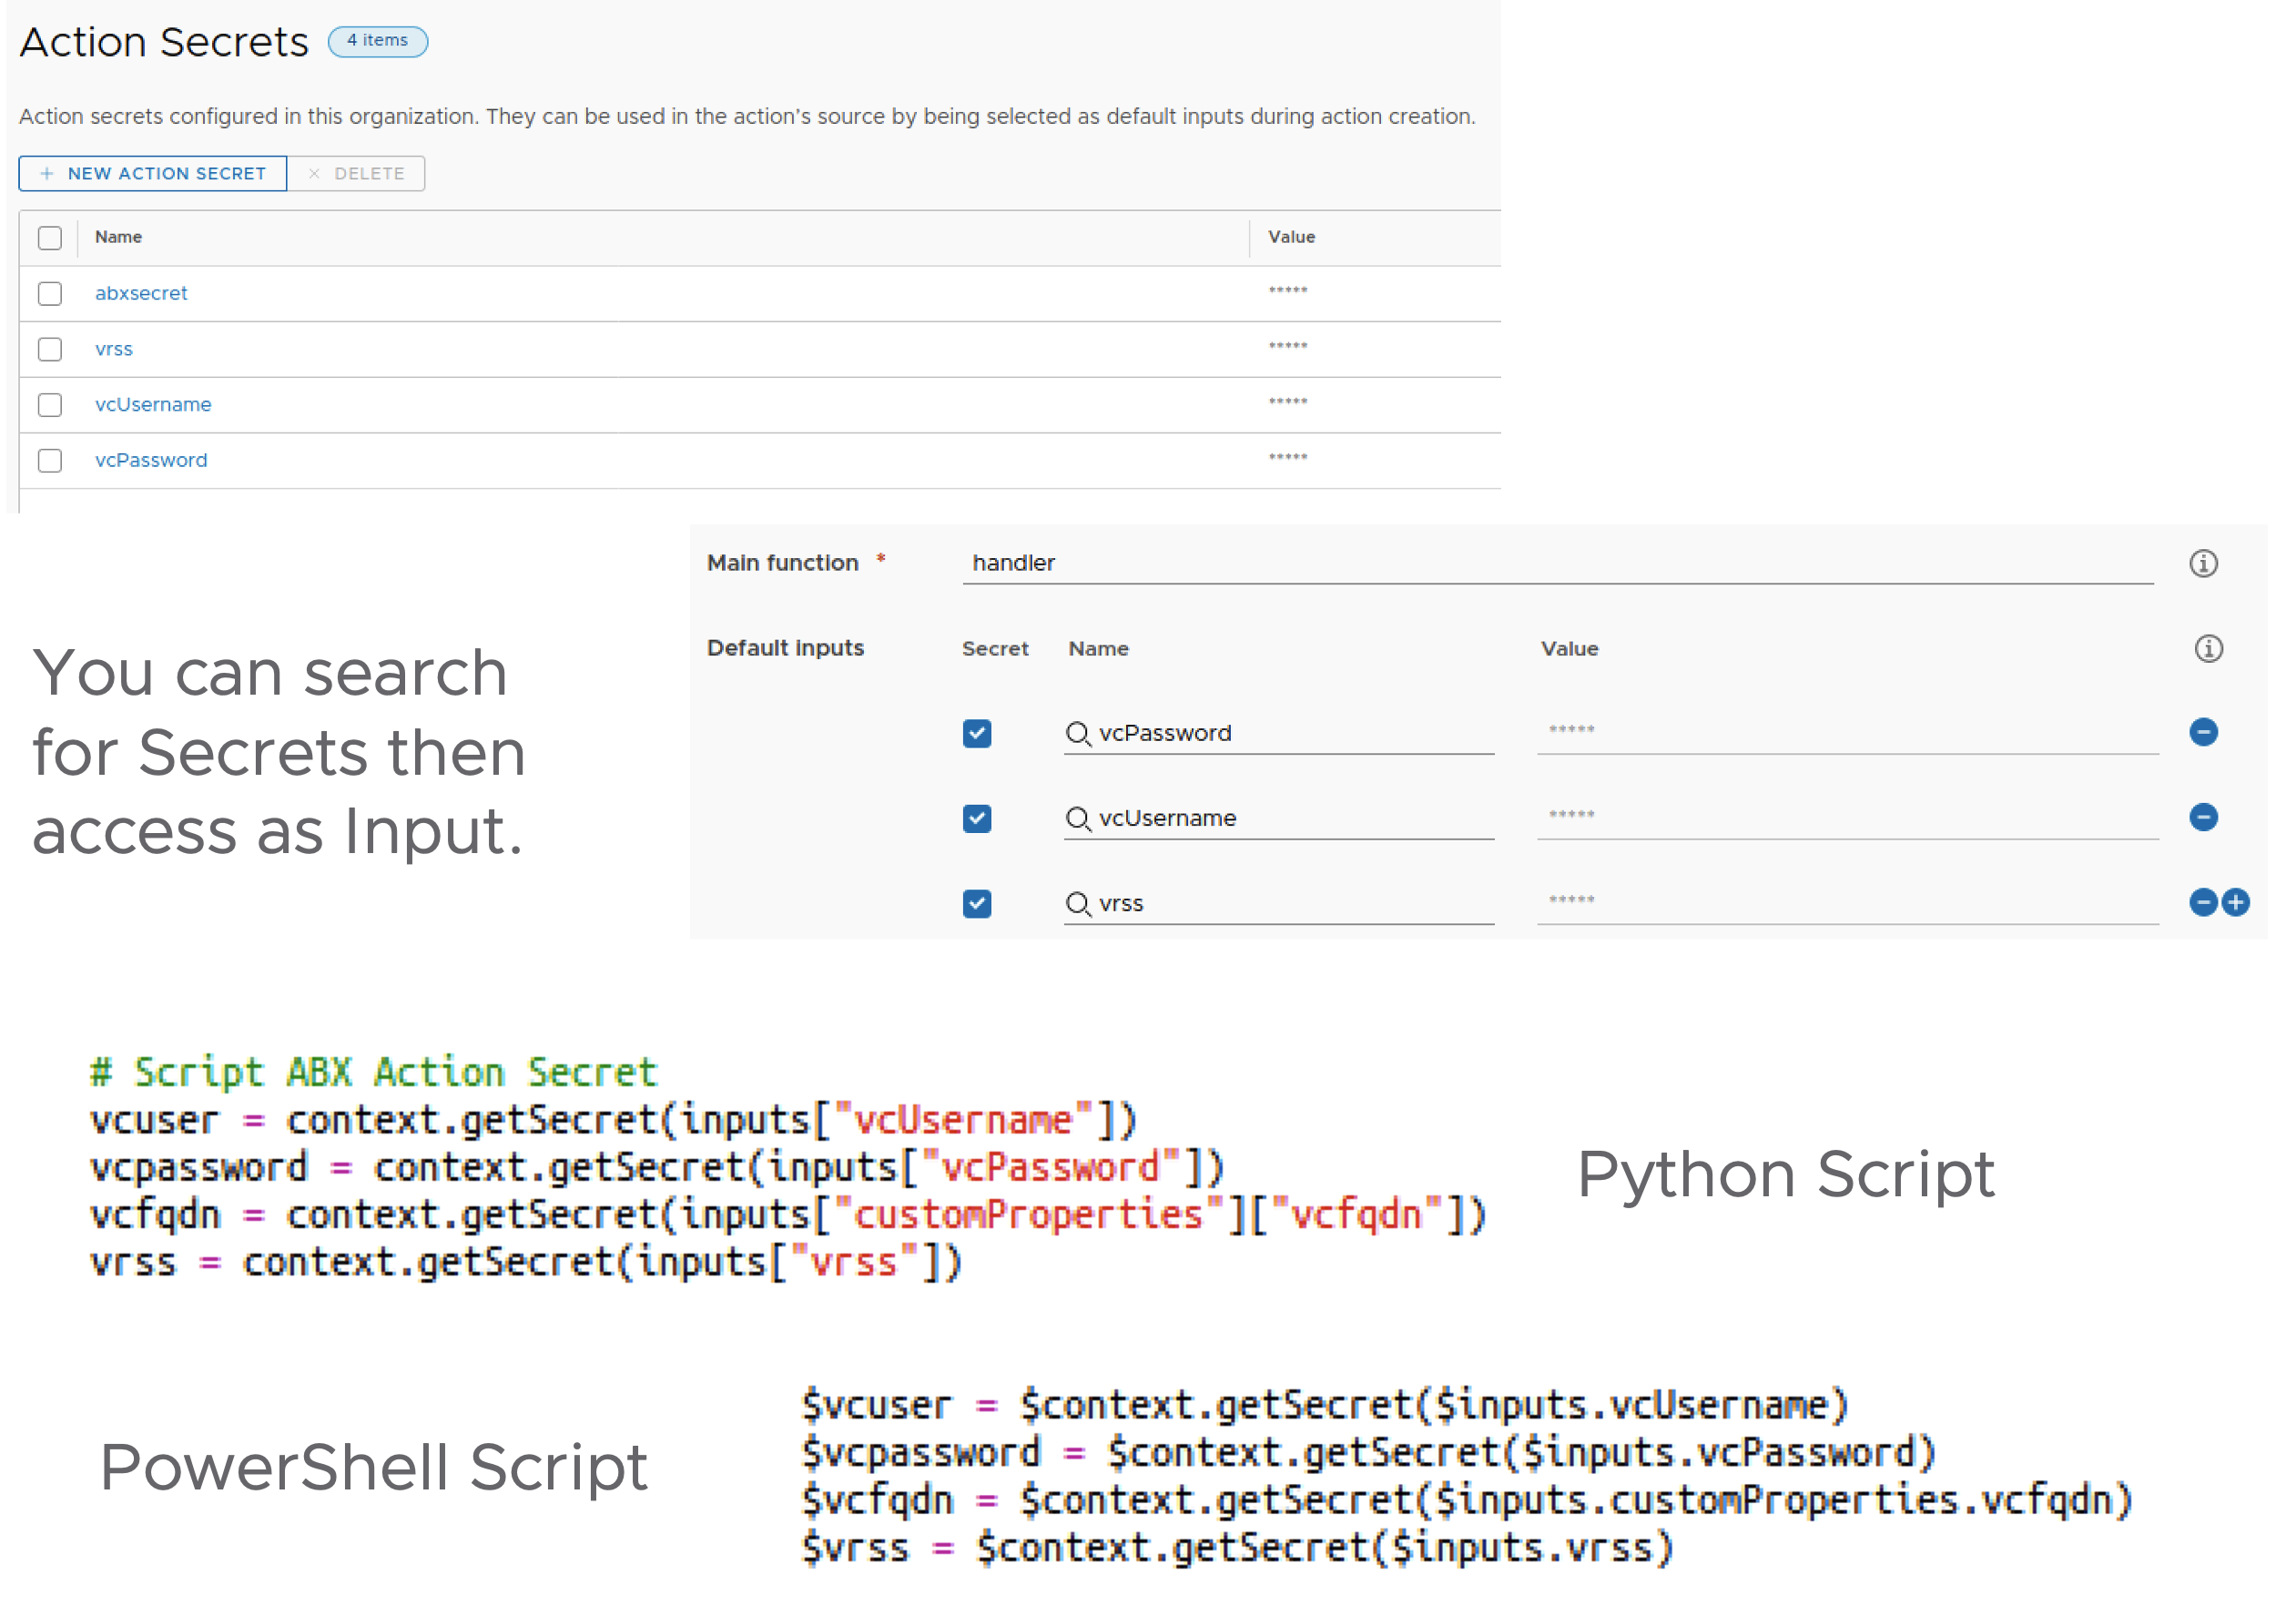 Action Secrets 4 items
Action secrets configured in this organization. They can be used in the action's source by being selected as default inputs during action creation.
+ NEW ACTION SECRET × DELETE
Name Value
abxsecret *****
vrss *****
vcUsername *****
vcPassword *****
Main function * handler
Default inputs Secret Name Value
vcPassword *****
vcUsername *****
vrss *****
You can search
for Secrets then
access as Input.
# Script ABX Action Secret
vcuser = context.getSecret(inputs["vcUsername"])
vcpassword = context.getSecret(inputs["vcPassword"])
vcfqdn = context.getSecret(inputs["customProperties"]["vcfqdn"])
vrss = context.getSecret(inputs["vrss"])
Python Script
PowerShell Script
$vcuser = $context.getSecret($inputs.vcUsername)
$vcpassword = $context.getSecret($inputs.vcPassword)
$vcfqdn = $context.getSecret($inputs.customProperties.vcfqdn)
$vrss = $context.getSecret($inputs.vrss)